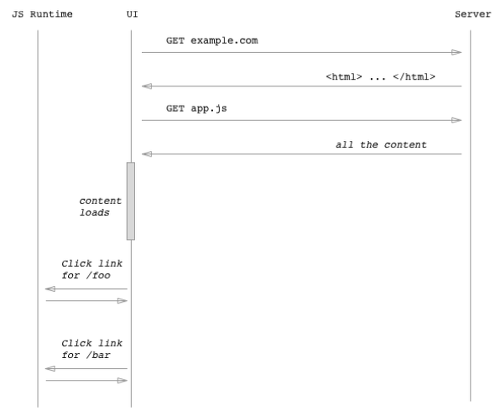 JS Runtime
UI
Server
GET example.com
<html> ... </html>
GET app.js
all the content
content
loads
Click link
for /foo
Click link
for /bar